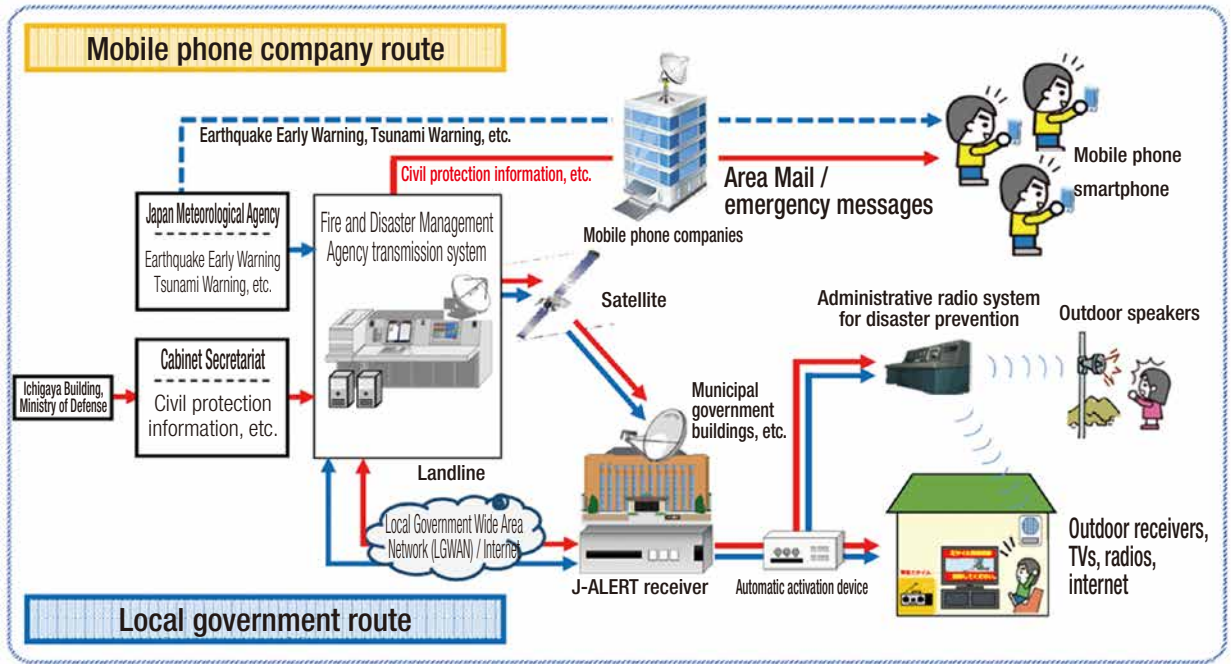 Mobile phone company route
Earthquake Early Warning, Tsunami Warning, etc.
Civil protection information, etc.
Area Mail /
emergency messages
Mobile phone
smartphone
Mobile phone companies
Japan Meteorological Agency
Earthquake Early Warning
Tsunami Warning, etc.
Fire and Disaster Management
Agency transmission system
Satellite
Ichigaya Building,
Ministry of Defense
Cabinet Secretariat
Civil protection
information, etc.
Administrative radio system
for disaster prevention
Outdoor speakers
Municipal
government
buildings, etc.
Landline
Local Government Wide Area
Network (LGWAN) / Internet
J-ALERT receiver
Automatic activation device
Outdoor receivers,
TVs, radios,
internet
Local government route